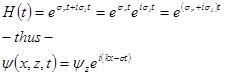 H(t) = e^{σ_r t + iσ_i t} = e^{σ_r t} e^{iσ_i t} = e^{(σ_r + iσ_i)t}
– thus –
ψ(x, z, t) = ψ_z e^{i(kx − σt)}